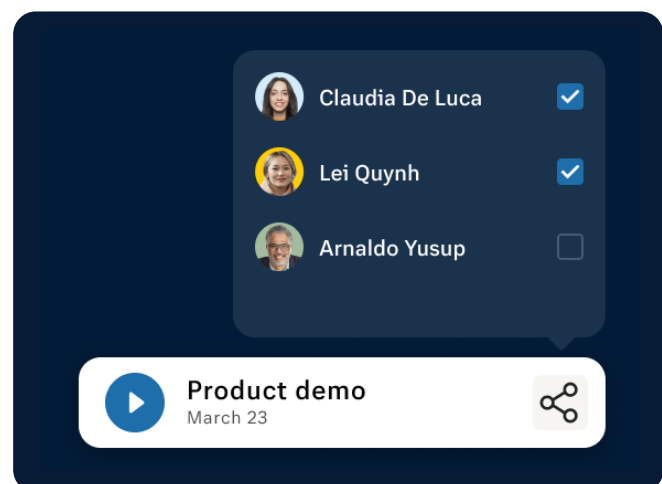 Claudia De Luca
Lei Quynh
Arnaldo Yusup
Product demo
March 23